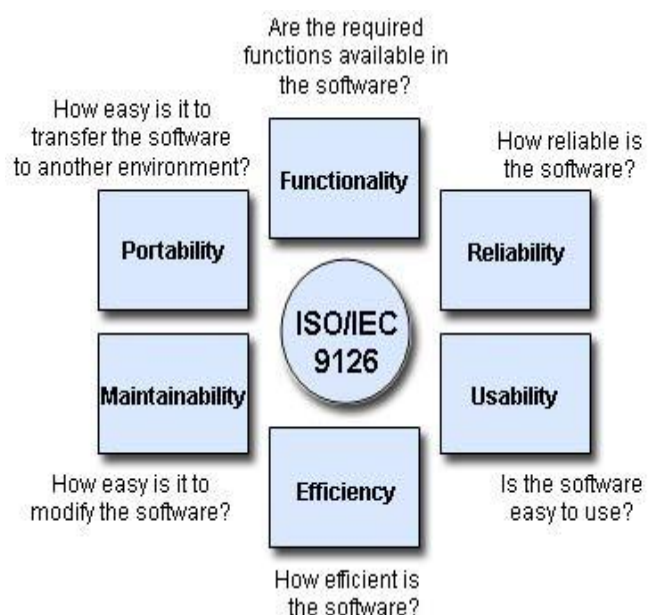 Are the required
functions available in
the software?
How easy is it to
transfer the software
to another environment?
How reliable is
the software?
Functionality
Portability
Reliability
ISO/IEC
9126
Maintainability
Usability
How easy is it to
modify the software?
Efficiency
Is the software
easy to use?
How efficient is
the software?